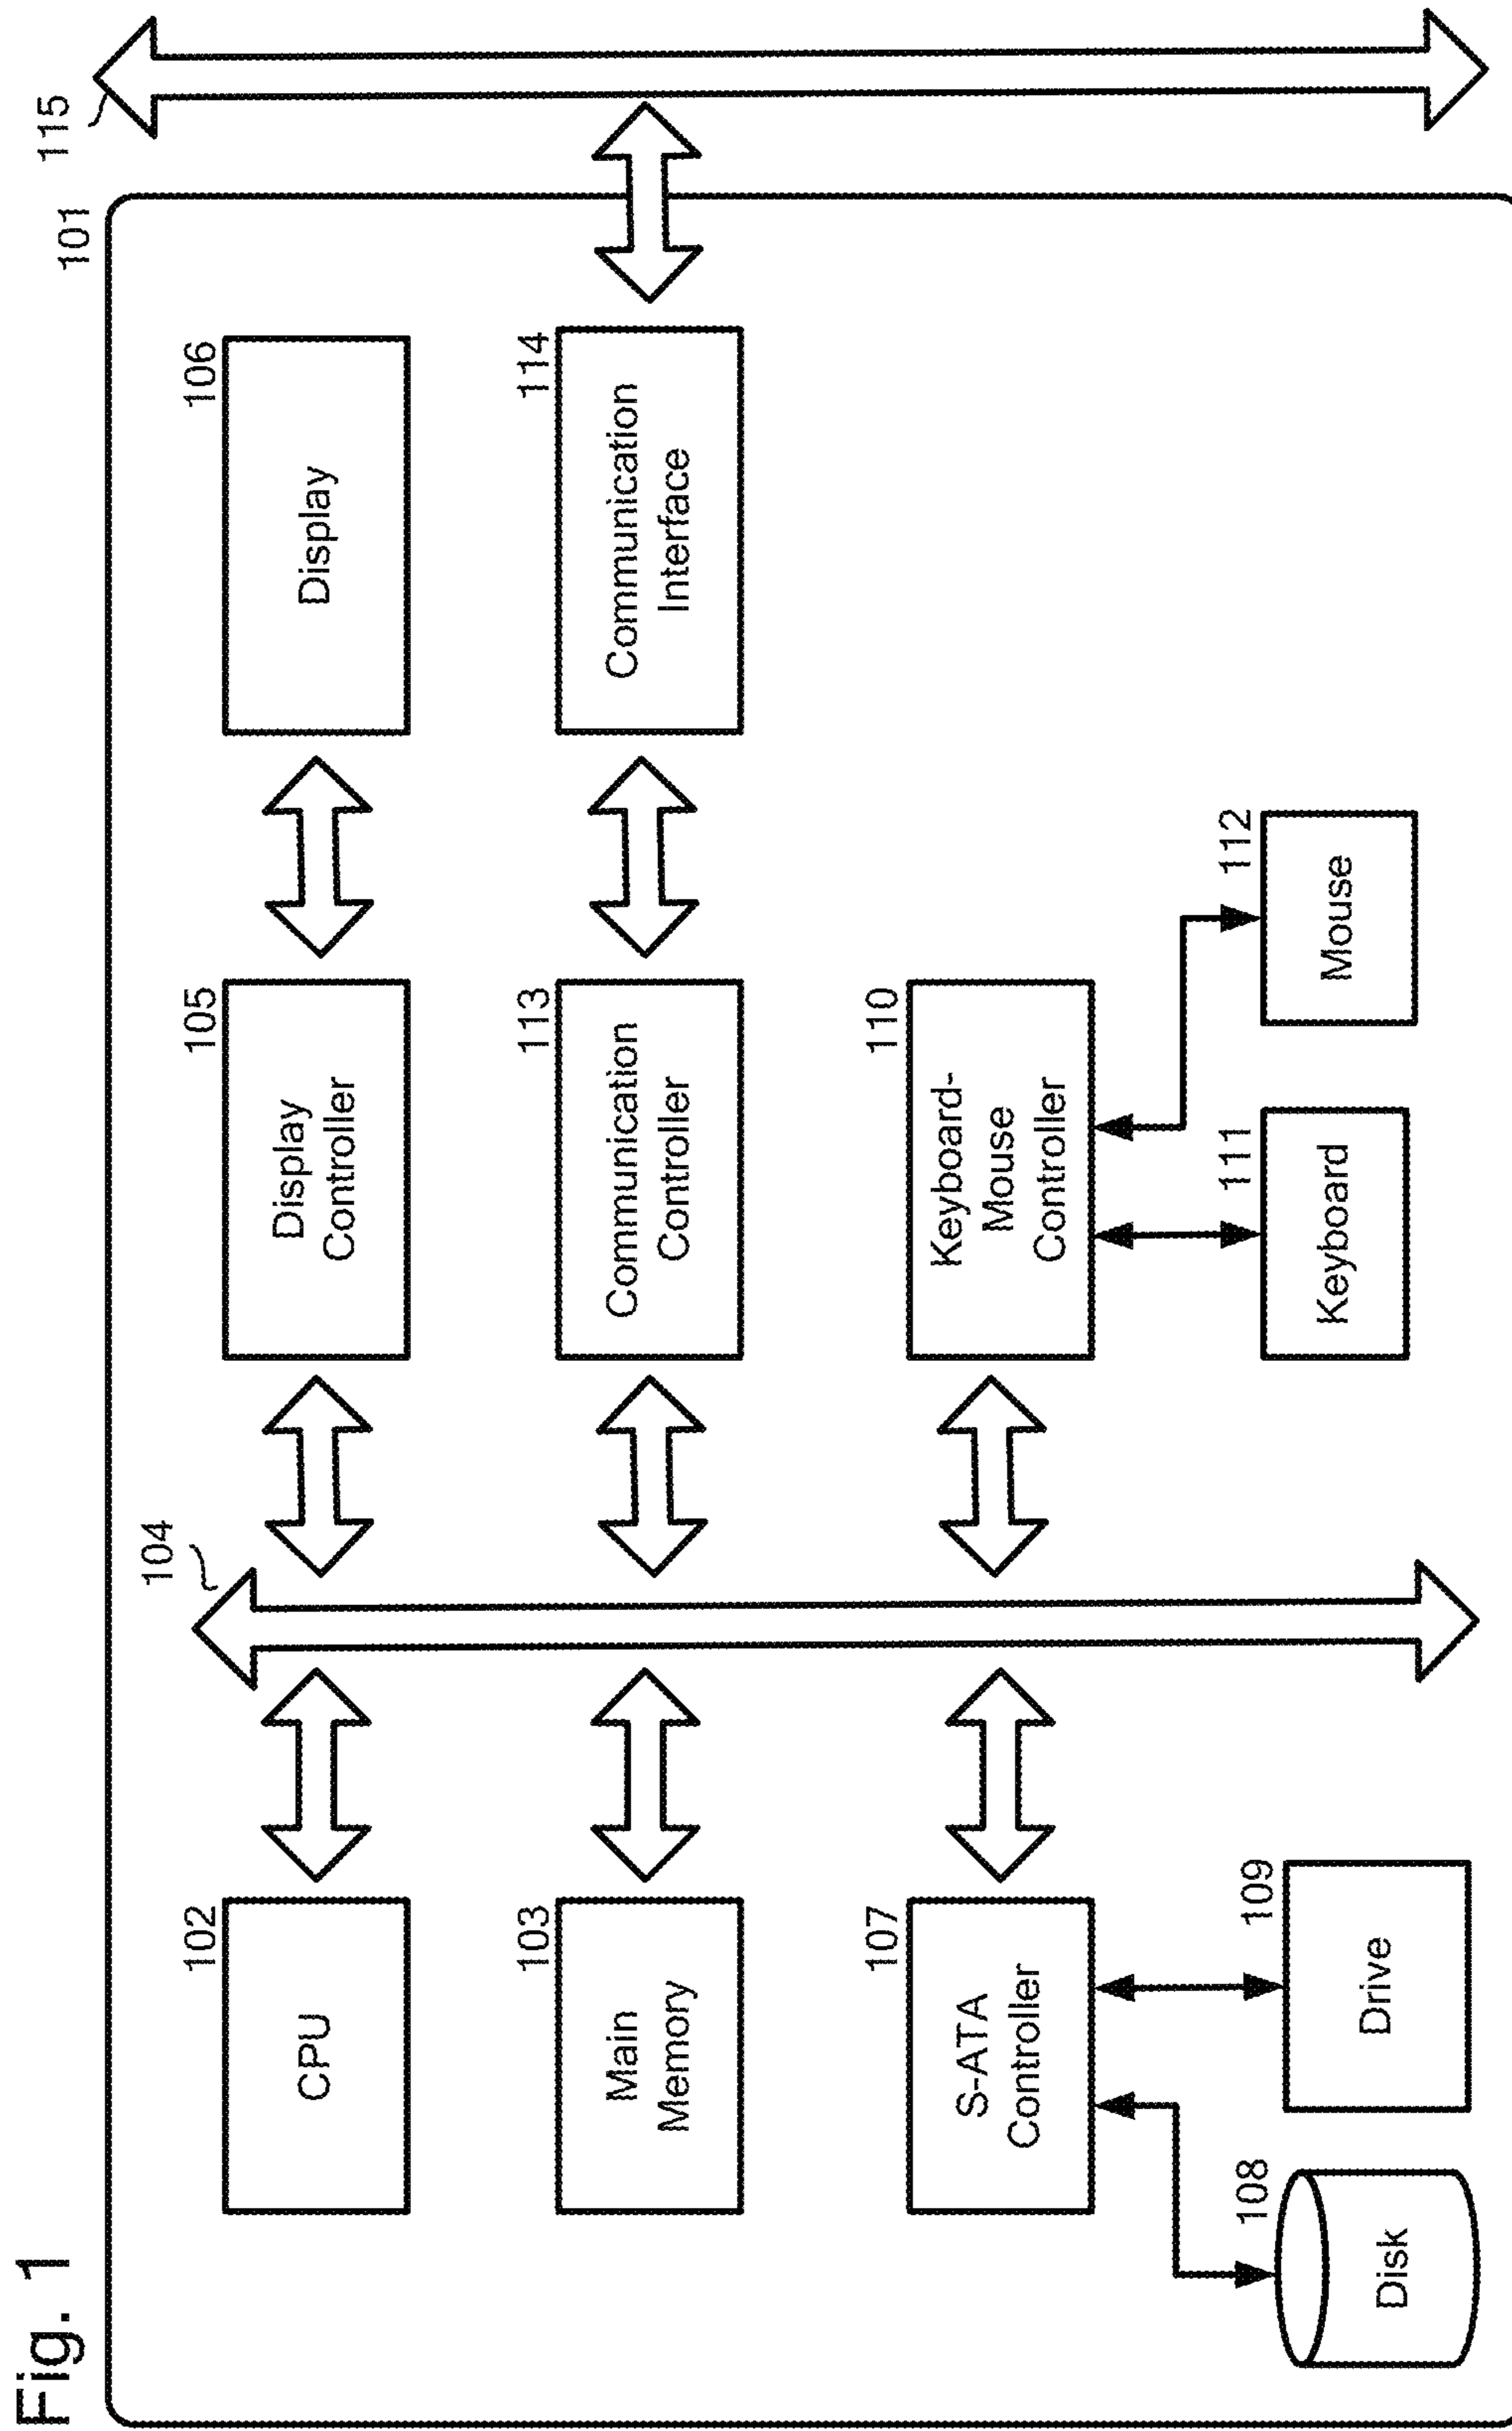 Fig. 1
101
115
102
CPU
104
105
Display
Controller
106
Display
103
Main
Memory
113
Communication
Controller
114
Communication
Interface
107
S-ATA
Controller
110
Keyboard-
Mouse
Controller
108
Disk
109
Drive
111
Keyboard
112
Mouse